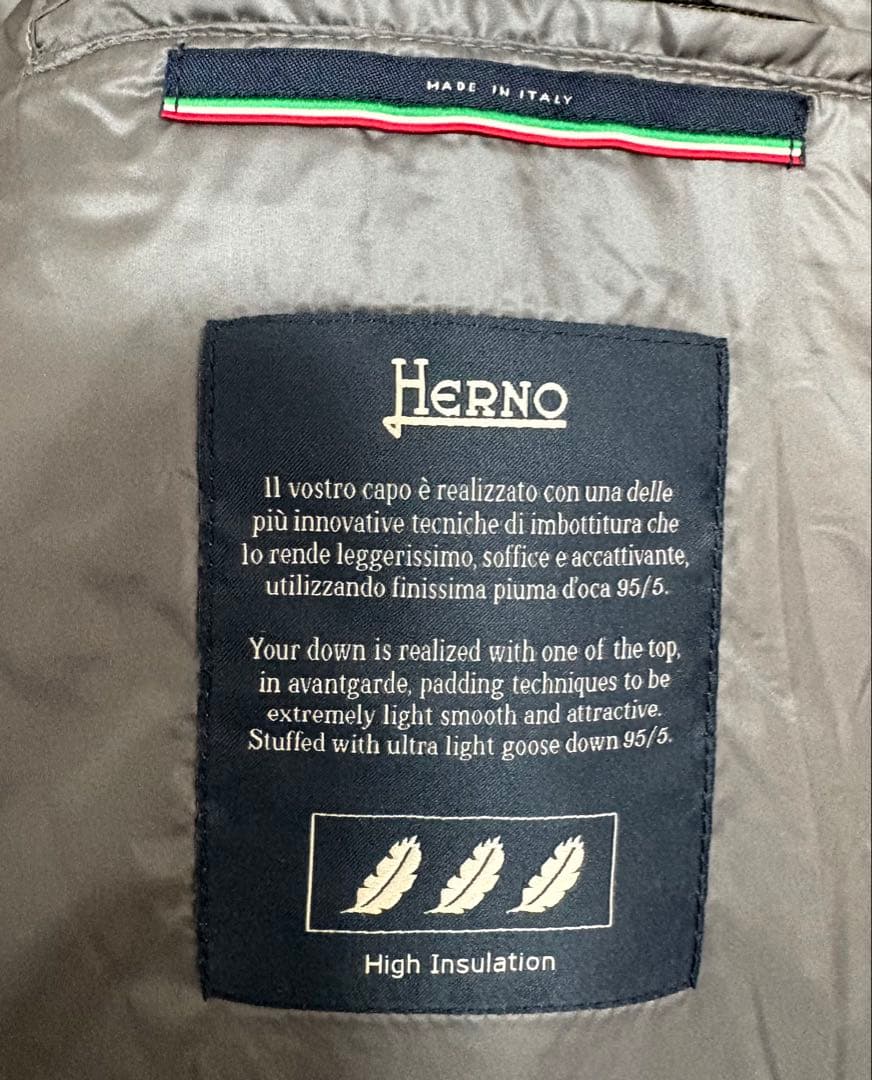 MADE IN ITALY
HERNO
Il vostro capo è realizzato con una delle
più innovative tecniche di imbottitura che
lo rende leggerissimo, soffice e accattivante,
utilizzando finissima piuma d'oca 95/5.
Your down is realized with one of the top,
in avantgarde, padding techniques to be
extremely light smooth and attractive.
Stuffed with ultra light goose down 95/5.
High Insulation